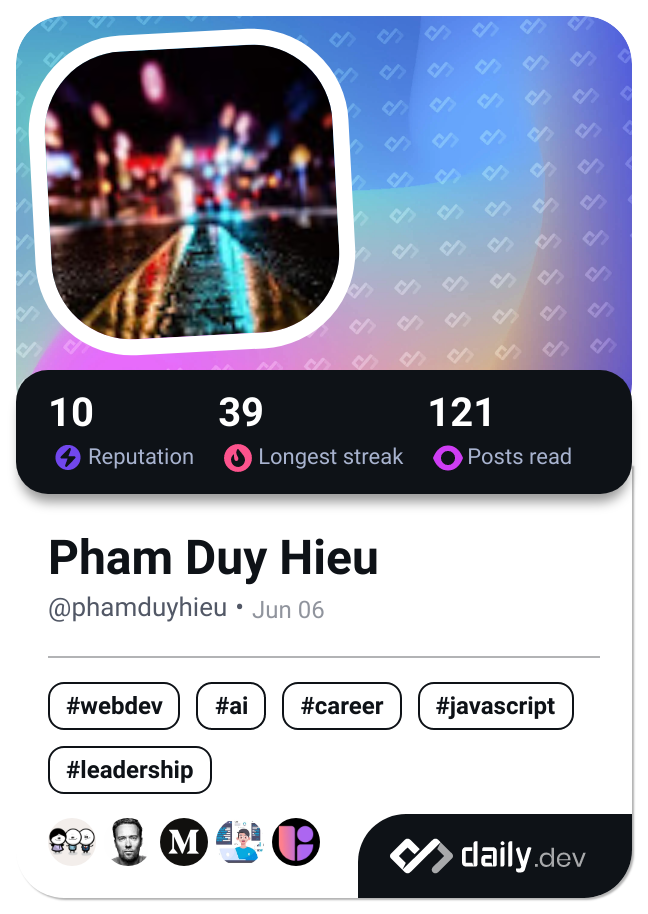 10 39 121
Reputation Longest streak Posts read
Pham Duy Hieu
@phamduyhieu • Jun 06
#webdev #ai #career #javascript
#leadership
M
daily.dev